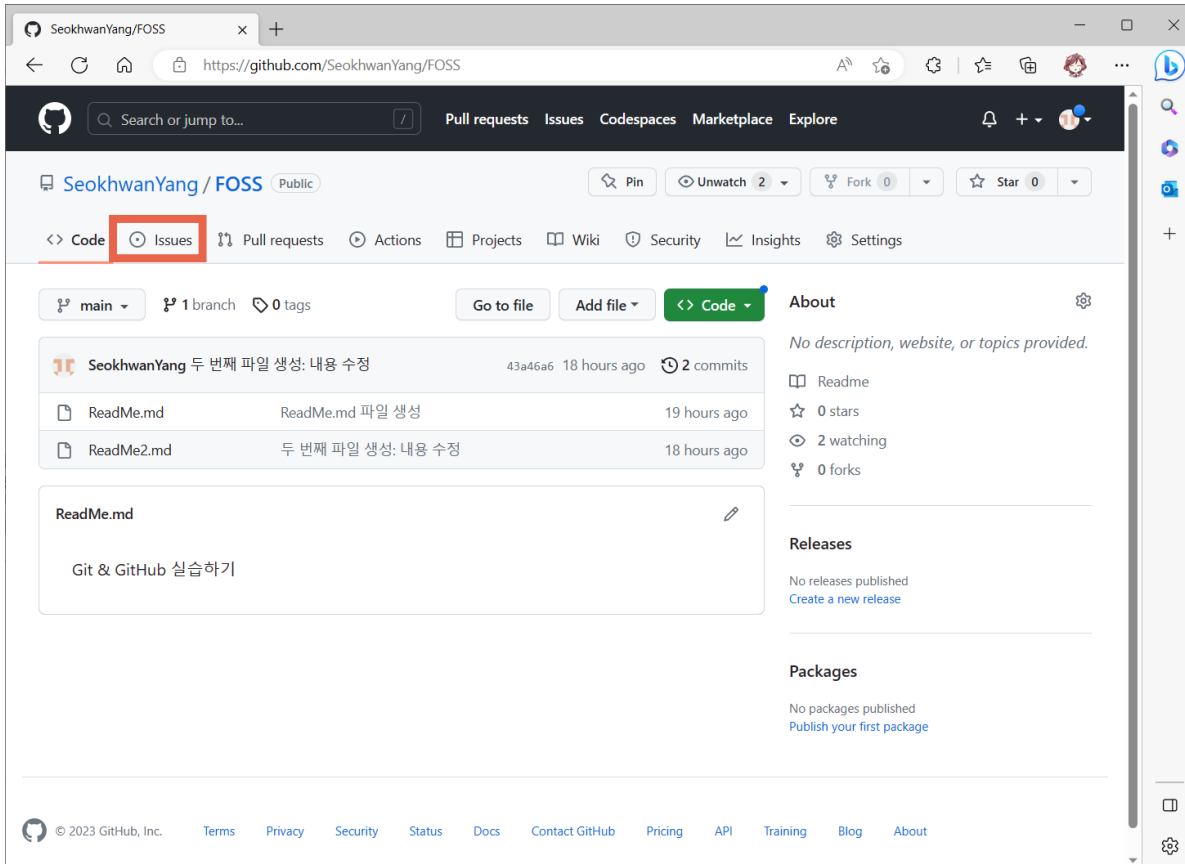 SeokhwanYang/FOSS
https://github.com/SeokhwanYang/FOSS
Search or jump to... /
Pull requests Issues Codespaces Marketplace Explore
SeokhwanYang / FOSS Public
Pin Unwatch 2 Fork 0 Star 0
<> Code Issues Pull requests Actions Projects Wiki Security Insights Settings
main 1 branch 0 tags Go to file Add file <> Code
SeokhwanYang 두 번째 파일 생성: 내용 수정 43a46a6 18 hours ago 2 commits
ReadMe.md ReadMe.md 파일 생성 19 hours ago
ReadMe2.md 두 번째 파일 생성: 내용 수정 18 hours ago
ReadMe.md
Git & GitHub 실습하기
About
No description, website, or topics provided.
Readme
0 stars
2 watching
0 forks
Releases
No releases published
Create a new release
Packages
No packages published
Publish your first package
© 2023 GitHub, Inc. Terms Privacy Security Status Docs Contact GitHub Pricing API Training Blog About